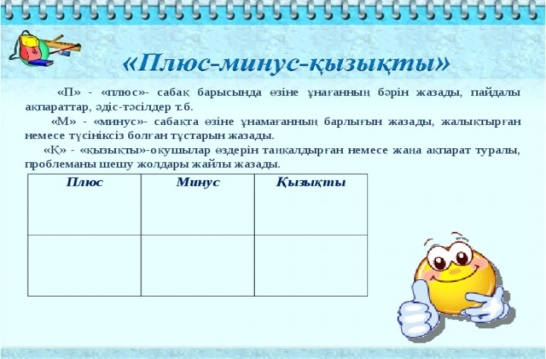 «Плюс-минус-қызықты»
«П» - «плюс»- сабақ барысында өзіне ұнағанның бәрін жазады, пайдалы
ақпараттар, әдіс-тәсілдер т.б.
«М» - «минус»- сабақта өзіне ұнамағанның барлығын жазады, жалықтырған
немесе түсініксіз болған тұстарын жазады.
«Қ» - «қызықты»-оқушылар өздерін таңқалдырған немесе жаңа ақпарат туралы,
проблеманы шешу жолдары жайлы жазады.
Плюс Минус Қызықты